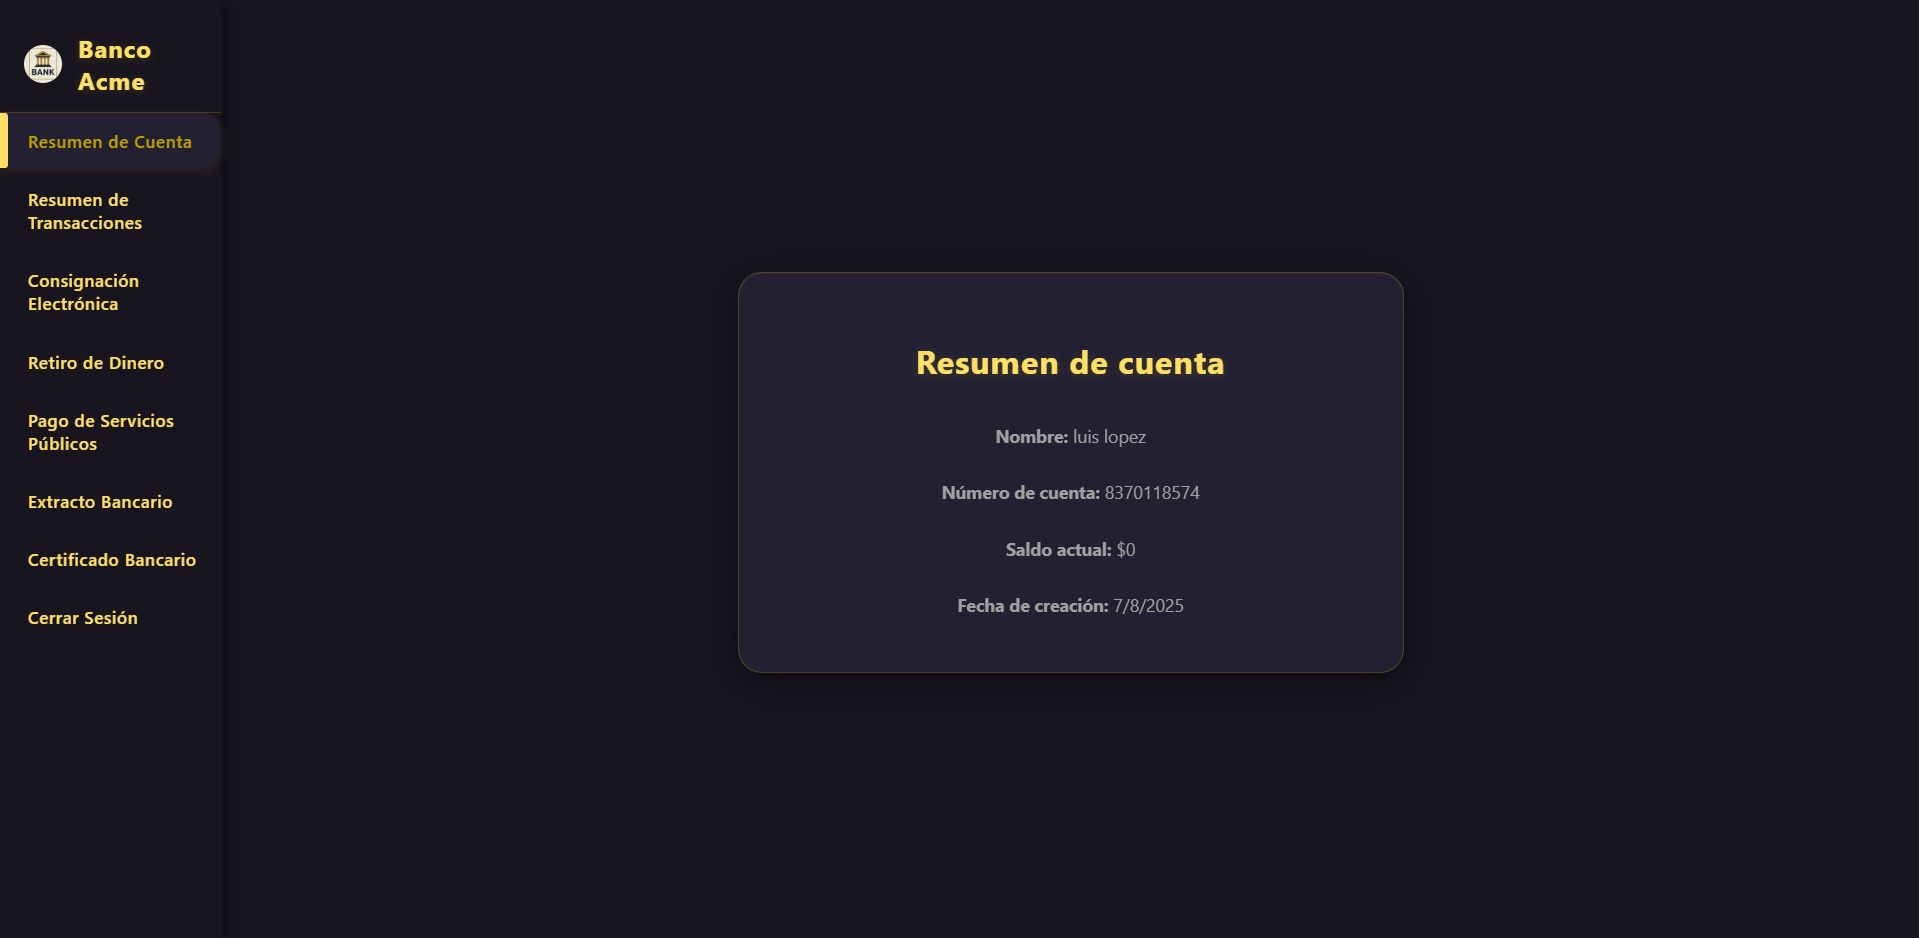 BANK
Banco
Acme
Resumen de Cuenta
Resumen de
Transacciones
Consignación
Electrónica
Retiro de Dinero
Pago de Servicios
Públicos
Extracto Bancario
Certificado Bancario
Cerrar Sesión
Resumen de cuenta
Nombre: luis lopez
Número de cuenta: 8370118574
Saldo actual: $0
Fecha de creación: 7/8/2025